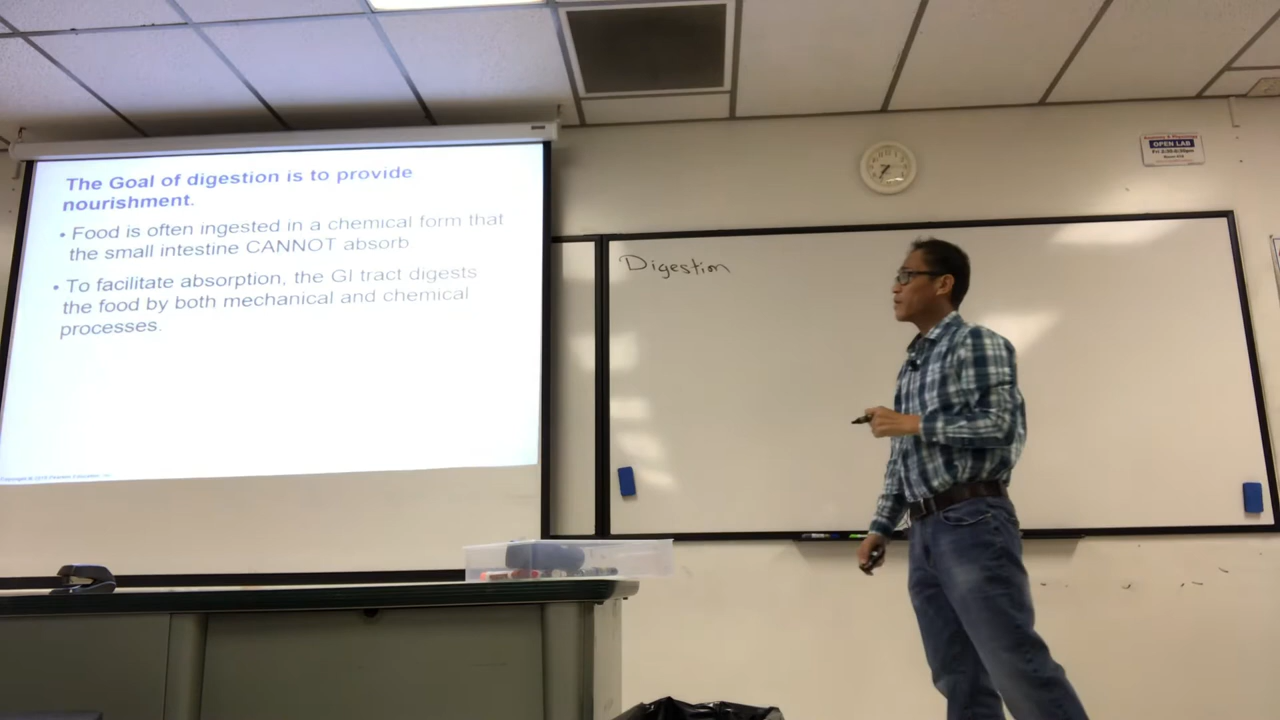 The Goal of digestion is to provide
nourishment.
• Food is often ingested in a chemical form that
the small intestine CANNOT absorb
• To facilitate absorption, the GI tract digests
the food by both mechanical and chemical
processes.
Digestion
Anatomy & Physiology
OPEN LAB